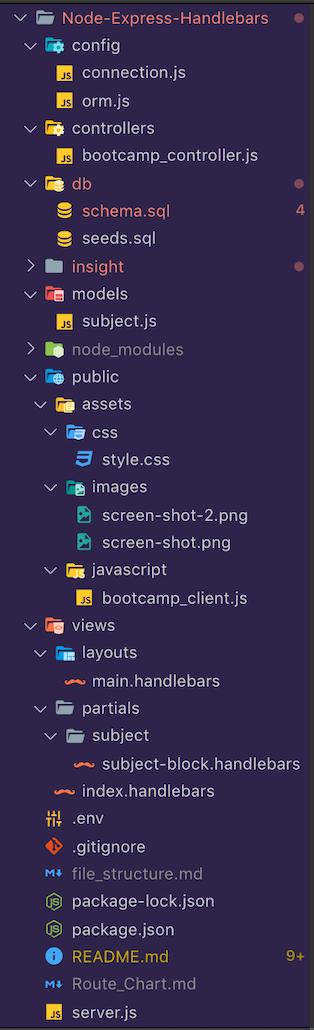 Node-Express-Handlebars
config
connection.js
orm.js
controllers
bootcamp_controller.js
db
schema.sql 4
seeds.sql
insight
models
subject.js
node_modules
public
assets
css
style.css
images
screen-shot-2.png
screen-shot.png
javascript
bootcamp_client.js
views
layouts
main.handlebars
partials
subject
subject-block.handlebars
index.handlebars
.env
.gitignore
file_structure.md
package-lock.json
package.json
README.md 9+
Route_Chart.md
server.js